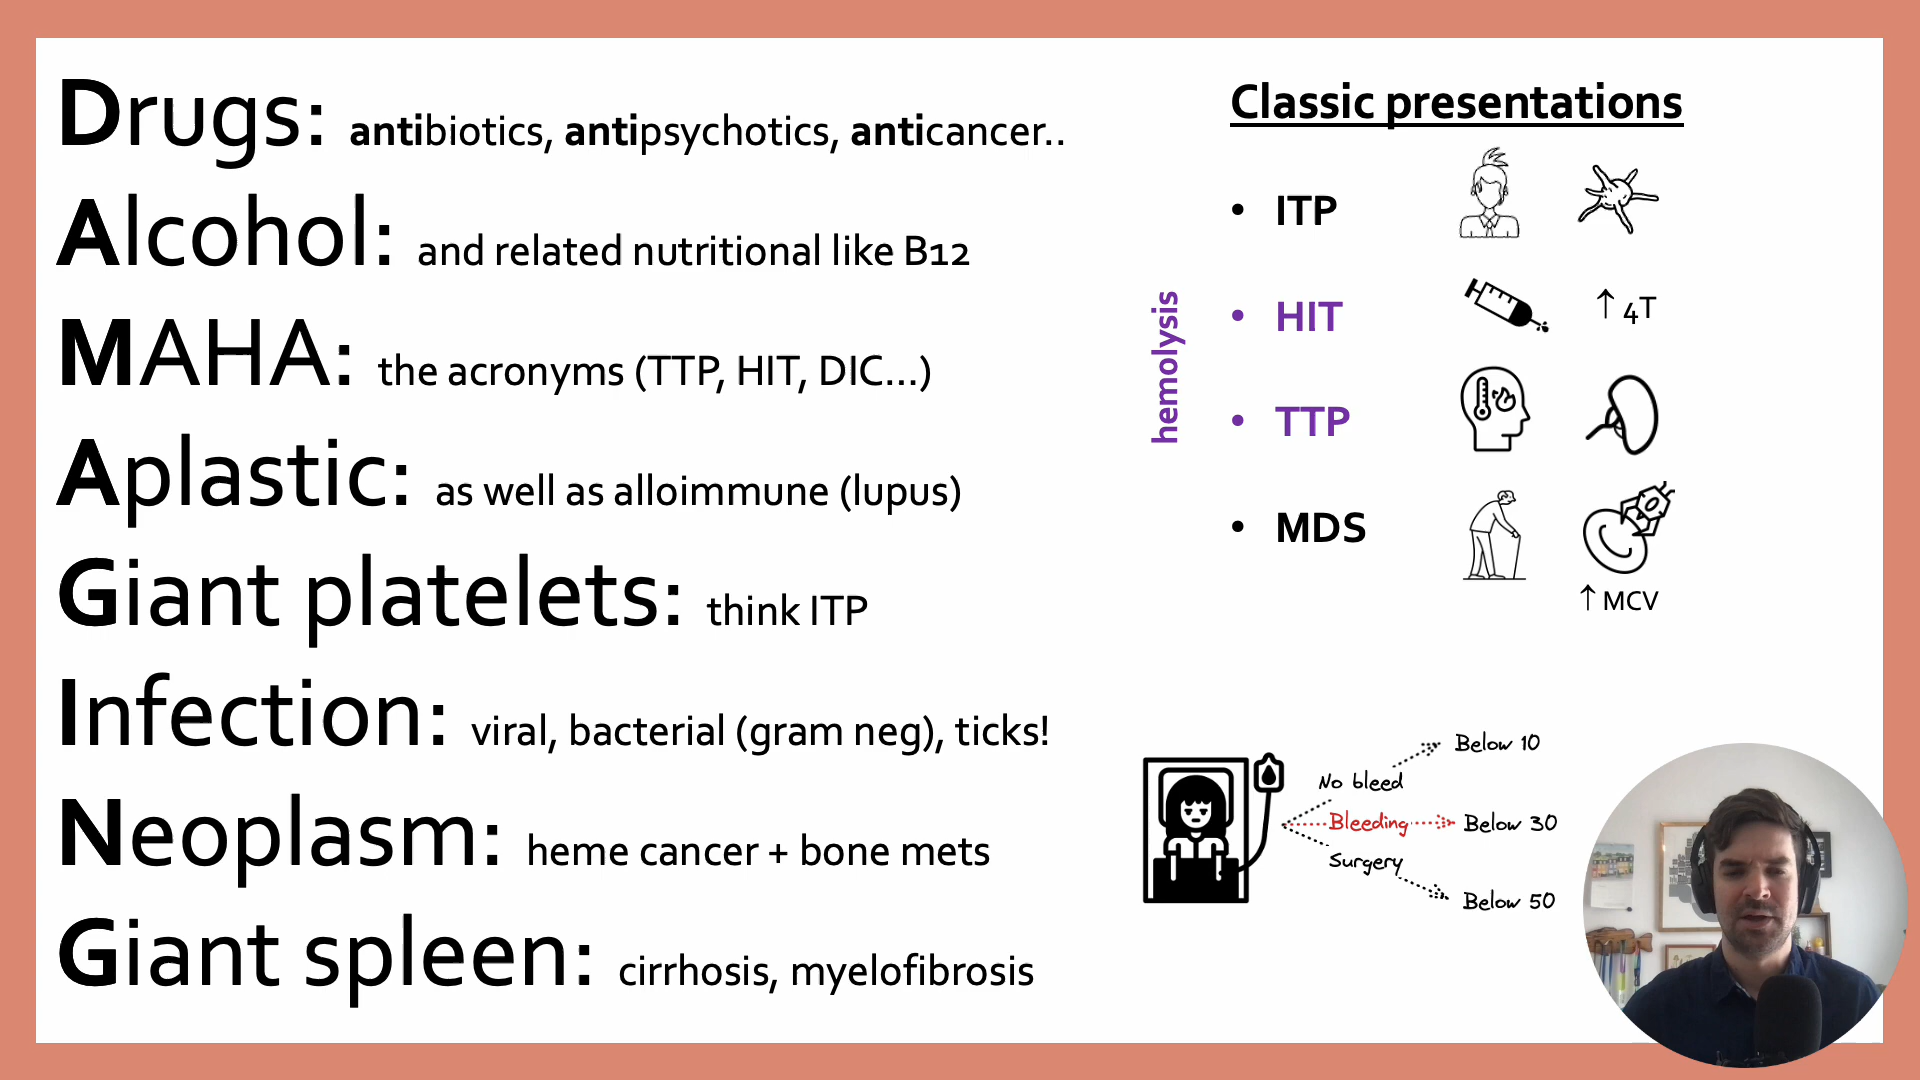 Drugs: antibiotics, antipsychotics, anticancer..
Alcohol: and related nutritional like B12
MAHA: the acronyms (TTP, HIT, DIC...)
Aplastic: as well as alloimmune (lupus)
Giant platelets: think ITP
Infection: viral, bacterial (gram neg), ticks!
Neoplasm: heme cancer + bone mets
Giant spleen: cirrhosis, myelofibrosis
Classic presentations
• ITP
hemolysis
• HIT
↑ 4T
• TTP
• MDS
↑ MCV
No bleed
Below 10
Bleeding
Below 30
Surgery
Below 50